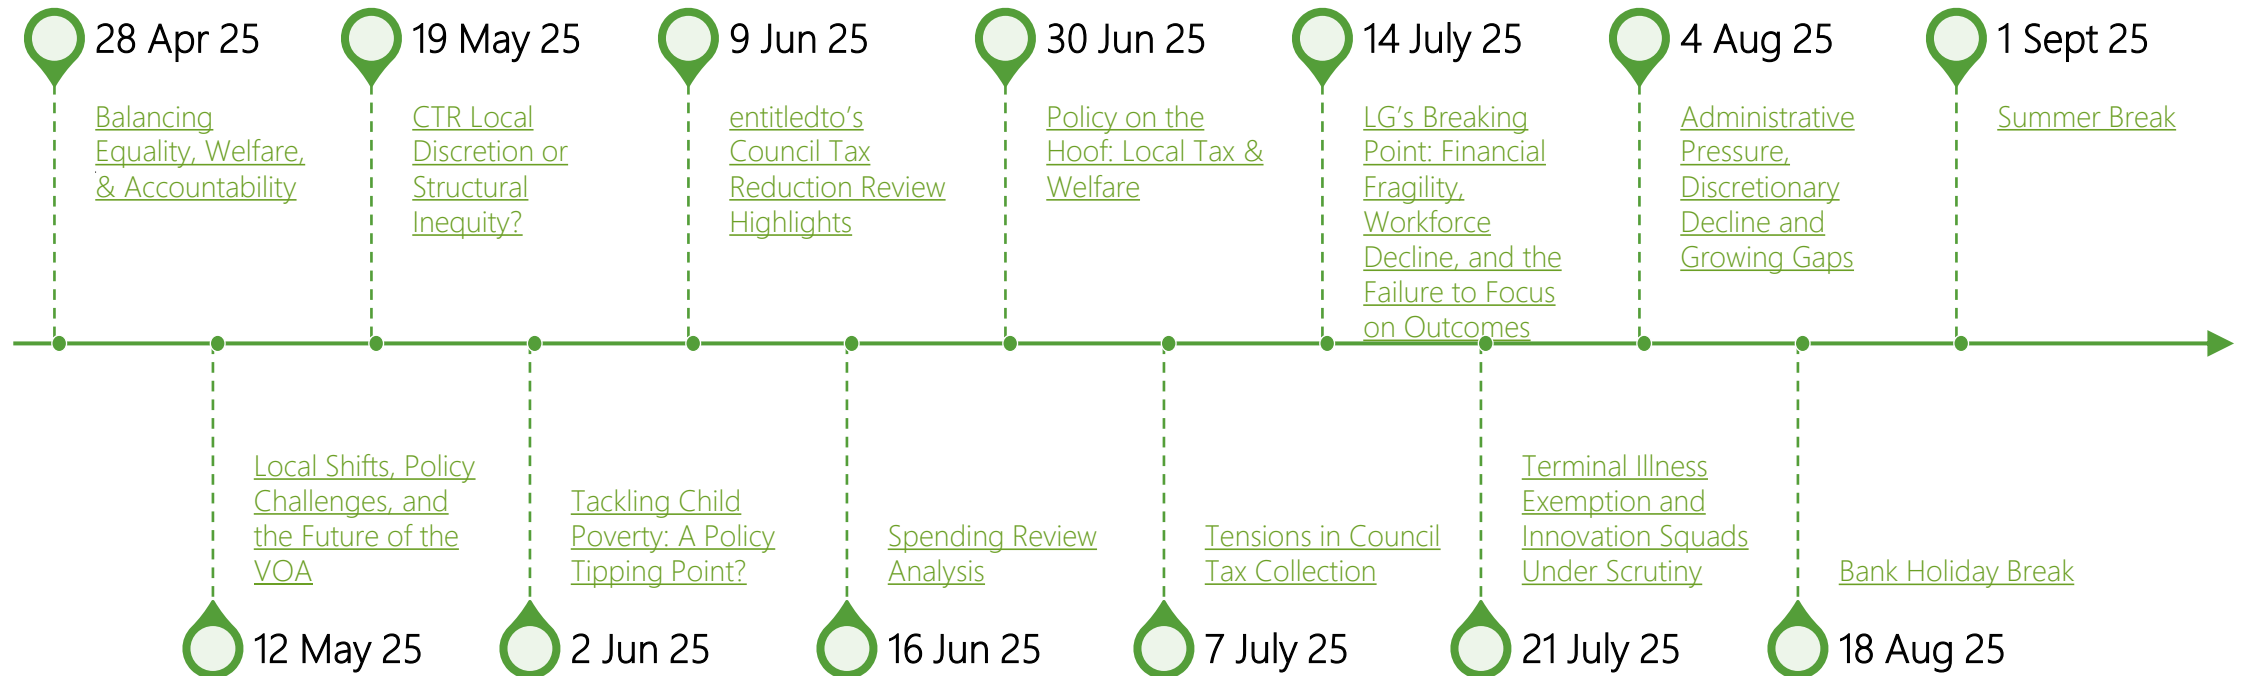 28 Apr 25
Balancing
Equality, Welfare,
& Accountability
19 May 25
CTR Local
Discretion or
Structural
Inequity?
9 Jun 25
entitledto’s
Council Tax
Reduction Review
Highlights
30 Jun 25
Policy on the
Hoof: Local Tax &
Welfare
14 July 25
LG’s Breaking
Point: Financial
Fragility,
Workforce
Decline, and the
Failure to Focus
on Outcomes
4 Aug 25
Administrative
Pressure,
Discretionary
Decline and
Growing Gaps
1 Sept 25
Summer Break
Local Shifts, Policy
Challenges, and
the Future of the
VOA
12 May 25
Tackling Child
Poverty: A Policy
Tipping Point?
2 Jun 25
Spending Review
Analysis
16 Jun 25
Tensions in Council
Tax Collection
7 July 25
Terminal Illness
Exemption and
Innovation Squads
Under Scrutiny
21 July 25
Bank Holiday Break
18 Aug 25